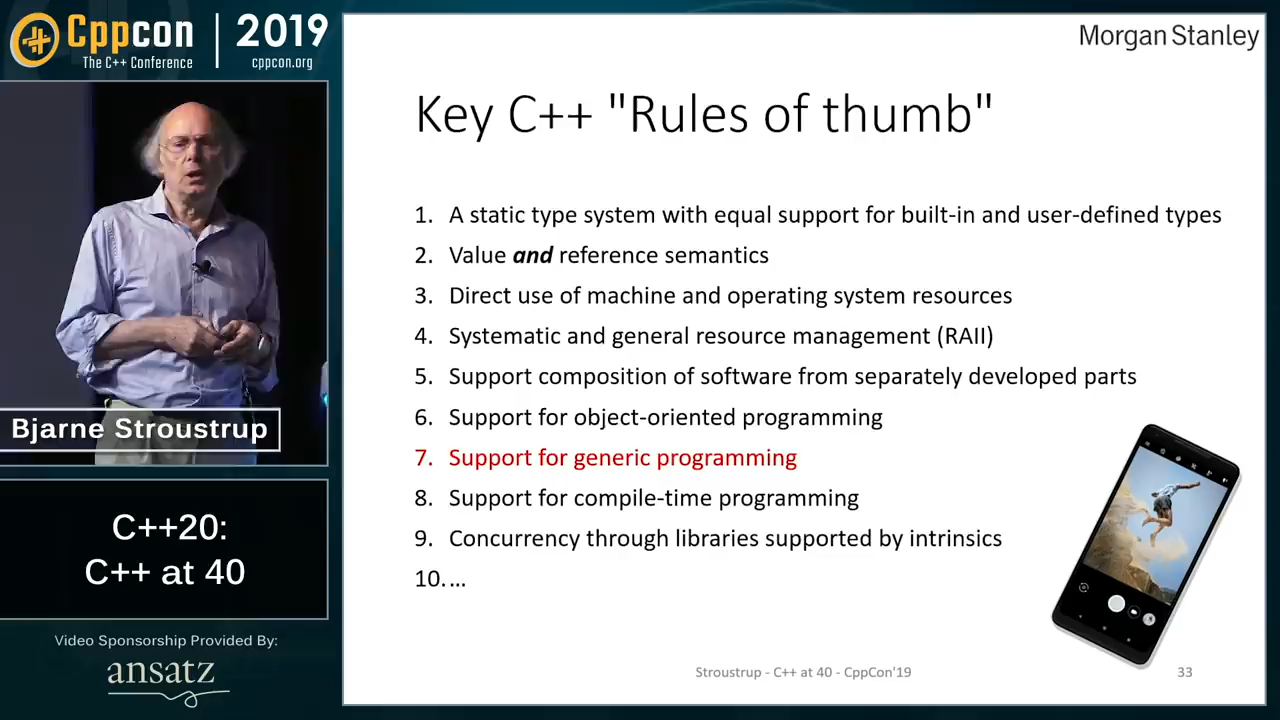 Cppcon
The C++ Conference
2019
cppcon.org
Bjarne Stroustrup
C++20:
C++ at 40
Video Sponsorship Provided By:
ansatz
Morgan Stanley
Key C++ "Rules of thumb"
1. A static type system with equal support for built-in and user-defined types
2. Value and reference semantics
3. Direct use of machine and operating system resources
4. Systematic and general resource management (RAII)
5. Support composition of software from separately developed parts
6. Support for object-oriented programming
7. Support for generic programming
8. Support for compile-time programming
9. Concurrency through libraries supported by intrinsics
10. …
Stroustrup - C++ at 40 - CppCon'19
33